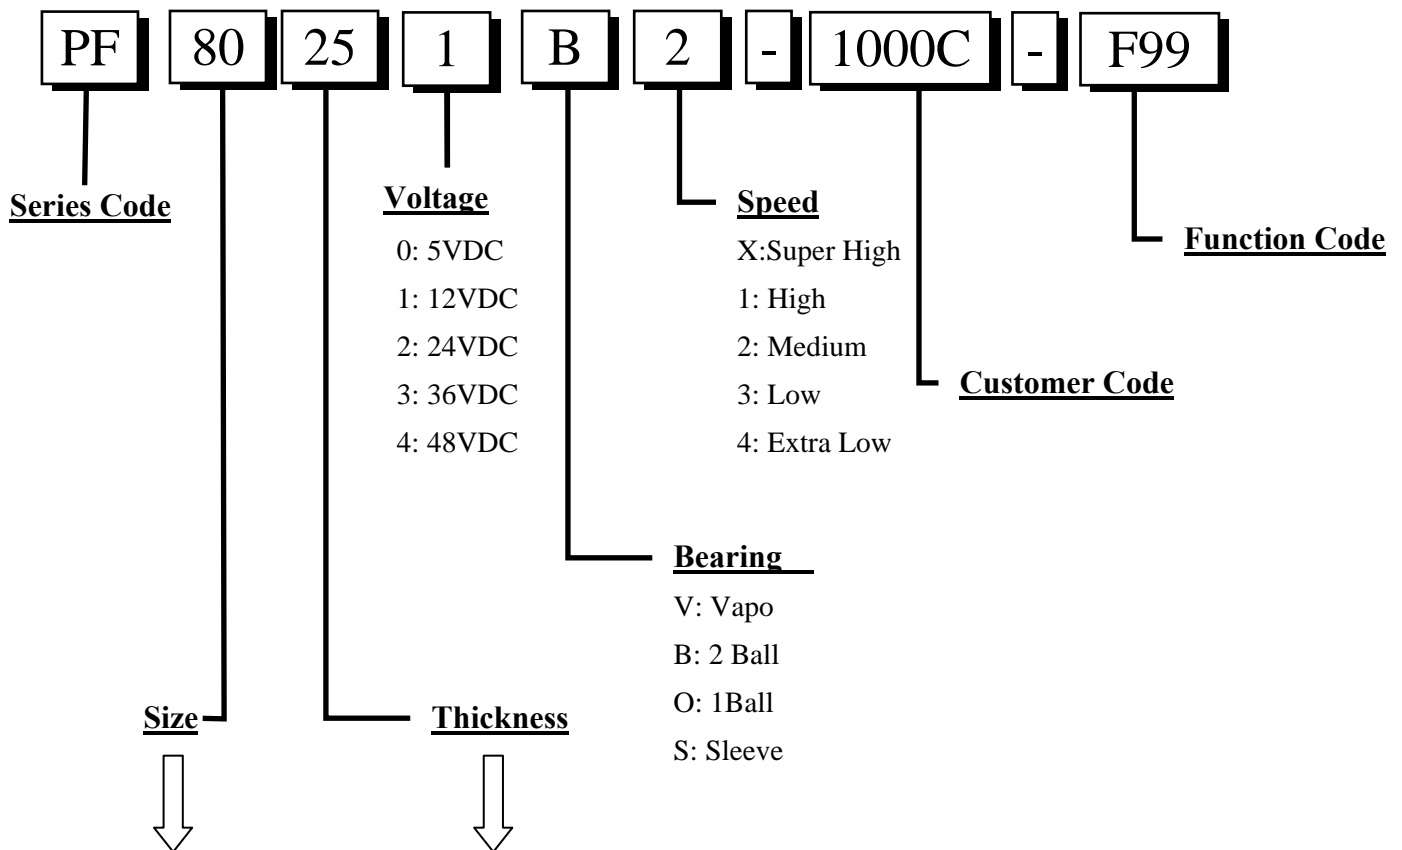 PF 80 25 1 B 2 - 1000C - F99
Series Code
Voltage
0: 5VDC
1: 12VDC
2: 24VDC
3: 36VDC
4: 48VDC
Speed
X:Super High
1: High
2: Medium
3: Low
4: Extra Low
Function Code
Customer Code
Bearing
V: Vapo
B: 2 Ball
O: 1Ball
S: Sleeve
Size
Thickness